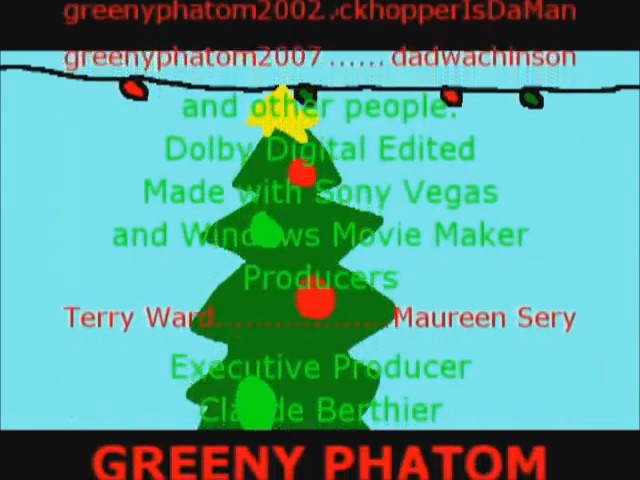 greenyphatom2002..ckhopperIsDaMan
greenyphatom2007 ...... dadwachinson
and other people.
Dolby Digital Edited
Made with Sony Vegas
and Windows Movie Maker
Producers
Terry Ward..................Maureen Sery
Executive Producer
Claude Berthier
GREENY PHATOM